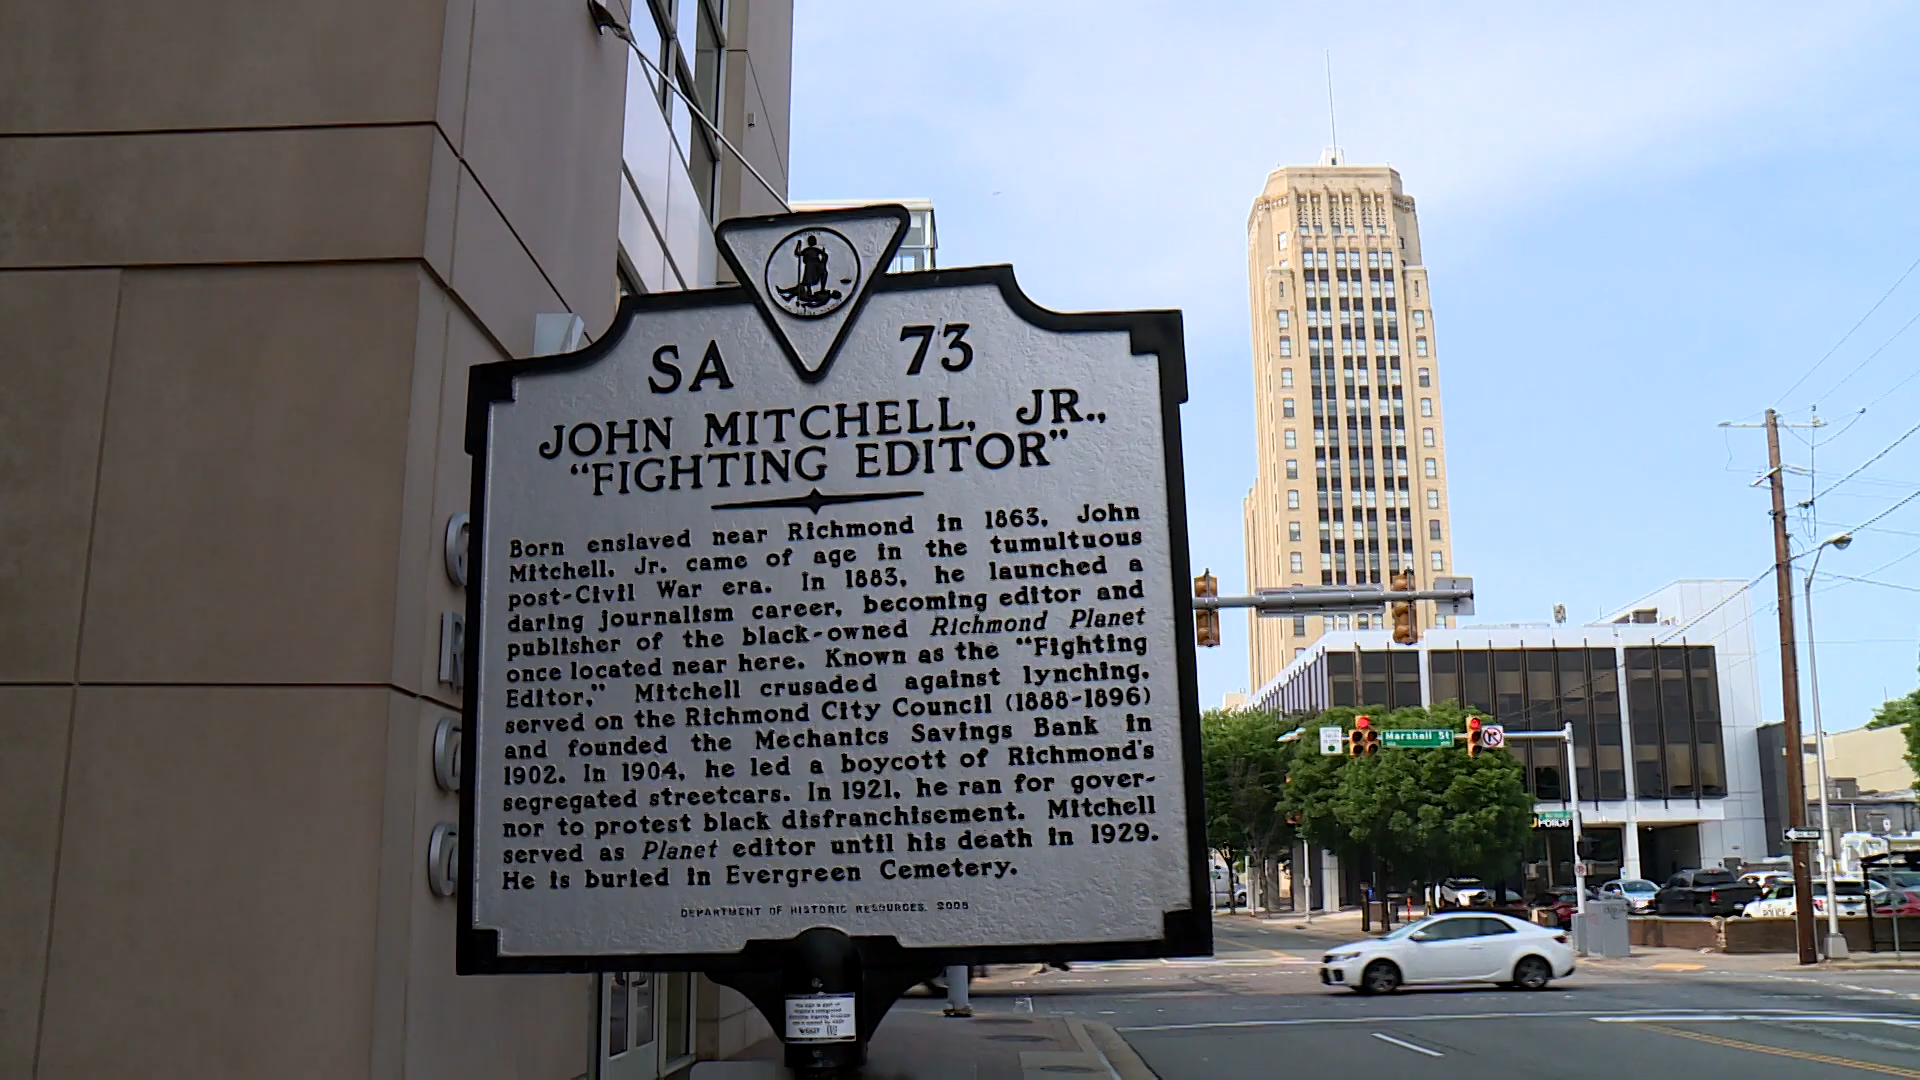 SA 73
JOHN MITCHELL, JR.,
"FIGHTING EDITOR"
Born enslaved near Richmond in 1863, John
Mitchell, Jr. came of age in the tumultuous
post-Civil War era. In 1883, he launched a
daring journalism career, becoming editor and
publisher of the black-owned Richmond Planet
once located near here. Known as the "Fighting
Editor," Mitchell crusaded against lynching,
served on the Richmond City Council (1888-1896)
and founded the Mechanics Savings Bank in
1902. In 1904, he led a boycott of Richmond's
segregated streetcars. In 1921, he ran for gover-
nor to protest black disfranchisement. Mitchell
served as Planet editor until his death in 1929.
He is buried in Evergreen Cemetery.
DEPARTMENT OF HISTORIC RESOURCES, 2005
Marshall St
Police
POLICE